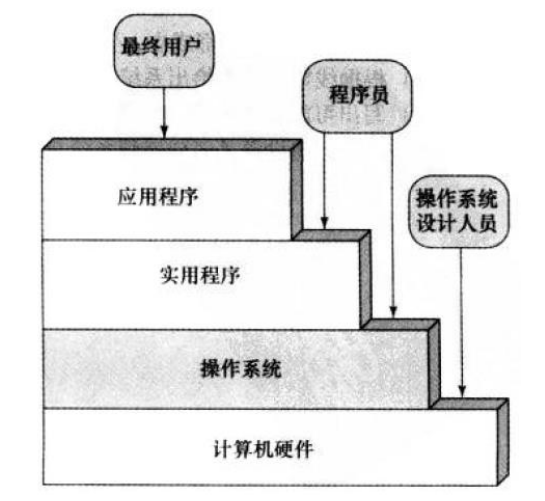 最终用户
程序员
操作系统
设计人员
应用程序
实用程序
操作系统
计算机硬件